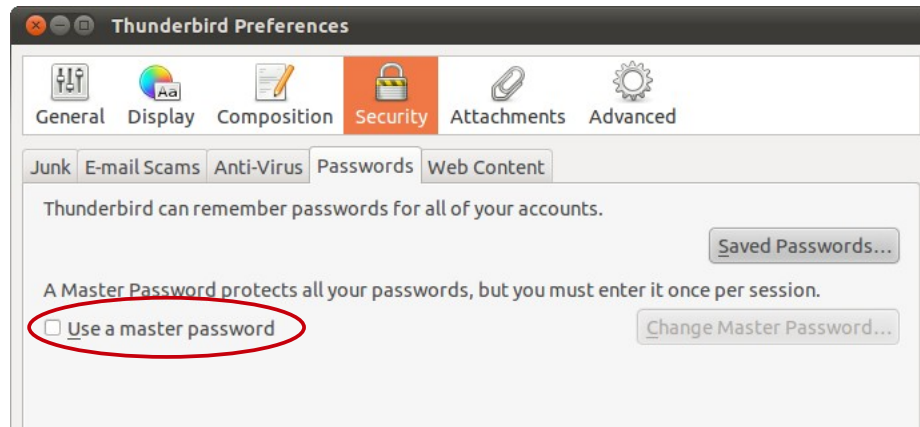 Thunderbird Preferences
Aa
General Display Composition Security Attachments Advanced
Junk E-mail Scams Anti-Virus Passwords Web Content
Thunderbird can remember passwords for all of your accounts.
Saved Passwords...
A Master Password protects all your passwords, but you must enter it once per session.
Use a master password Change Master Password...